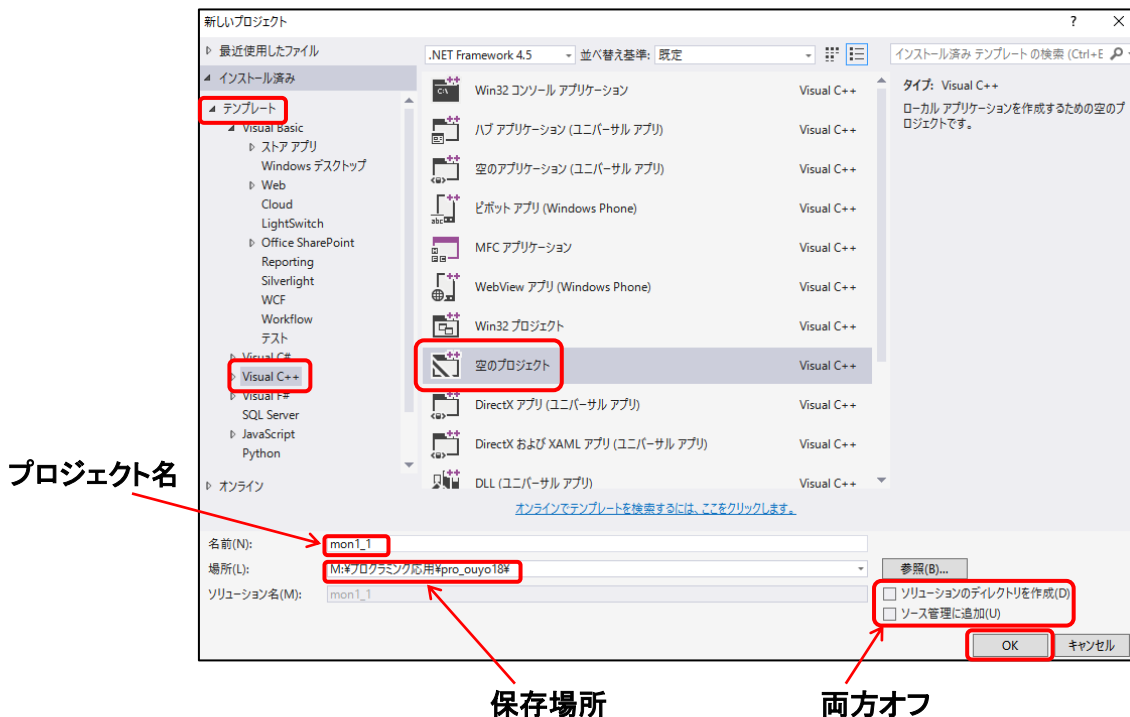 新しいプロジェクト
? ×
最近使用したファイル
インストール済み
テンプレート
Visual Basic
ストア アプリ
Windows デスクトップ
Web
Cloud
LightSwitch
Office SharePoint
Reporting
Silverlight
WCF
Workflow
テスト
Visual C#
Visual C++
Visual F#
SQL Server
JavaScript
Python
オンライン
.NET Framework 4.5 並べ替え基準: 既定
Win32 コンソール アプリケーション Visual C++
ハブ アプリケーション (ユニバーサル アプリ) Visual C++
空のアプリケーション (ユニバーサル アプリ) Visual C++
ピボット アプリ (Windows Phone) Visual C++
MFC アプリケーション Visual C++
WebView アプリ (Windows Phone) Visual C++
Win32 プロジェクト Visual C++
空のプロジェクト Visual C++
DirectX アプリ (ユニバーサル アプリ) Visual C++
DirectX および XAML アプリ (ユニバーサル アプリ) Visual C++
DLL (ユニバーサル アプリ) Visual C++
オンラインでテンプレートを検索するには、ここをクリックします。
インストール済み テンプレート の検索 (Ctrl+E
タイプ: Visual C++
ローカル アプリケーションを作成するための空のプ
ロジェクトです。
プロジェクト名
名前(N): mon1_1
場所(L): M:¥プログラミング応用¥pro_ouyo18¥ 参照(B)...
ソリューション名(M): mon1_1
ソリューションのディレクトリを作成(D)
ソース管理に追加(U)
OK キャンセル
保存場所 両方オフ